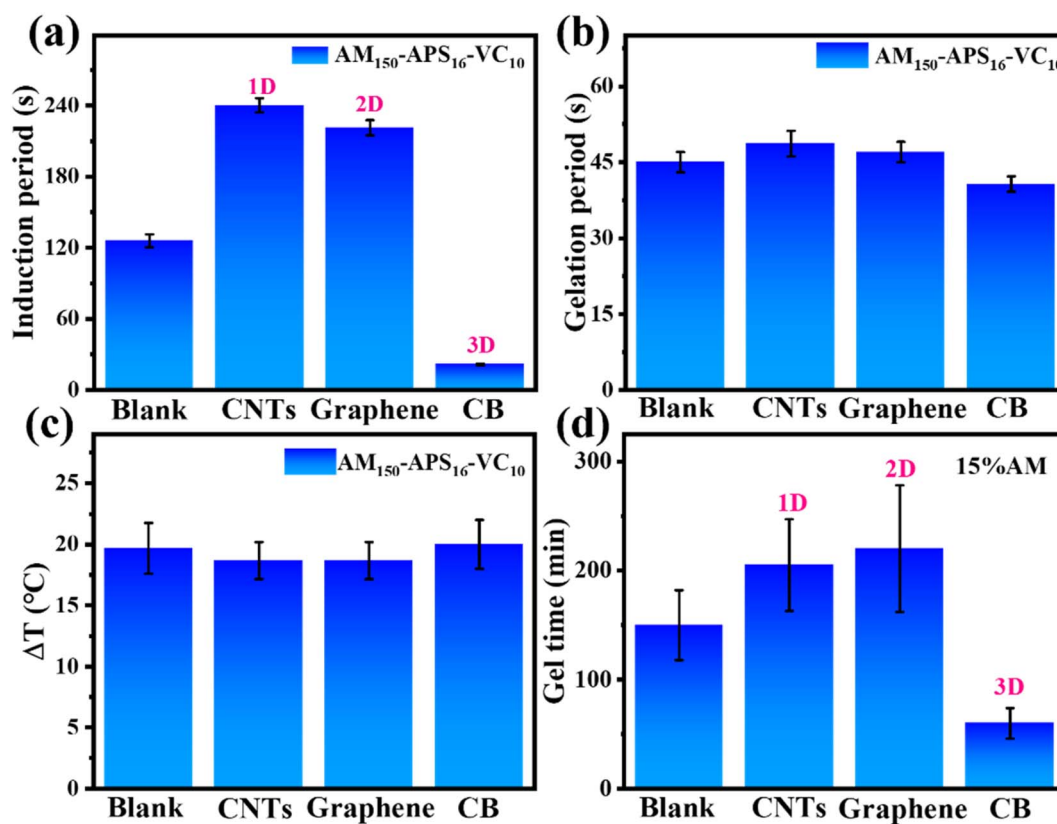 (a)
AM₁₅₀-APS₁₆-VC₁₀
Induction period (s)
240
180
120
60
0
1D
2D
3D
Blank CNTs Graphene CB
(b)
AM₁₅₀-APS₁₆-VC₁₀
Gelation period (s)
60
45
30
15
0
Blank CNTs Graphene CB
(c)
AM₁₅₀-APS₁₆-VC₁₀
ΔT (°C)
25
20
15
10
5
0
Blank CNTs Graphene CB
(d)
15%AM
Gel time (min)
300
200
100
0
1D
2D
3D
Blank CNTs Graphene CB